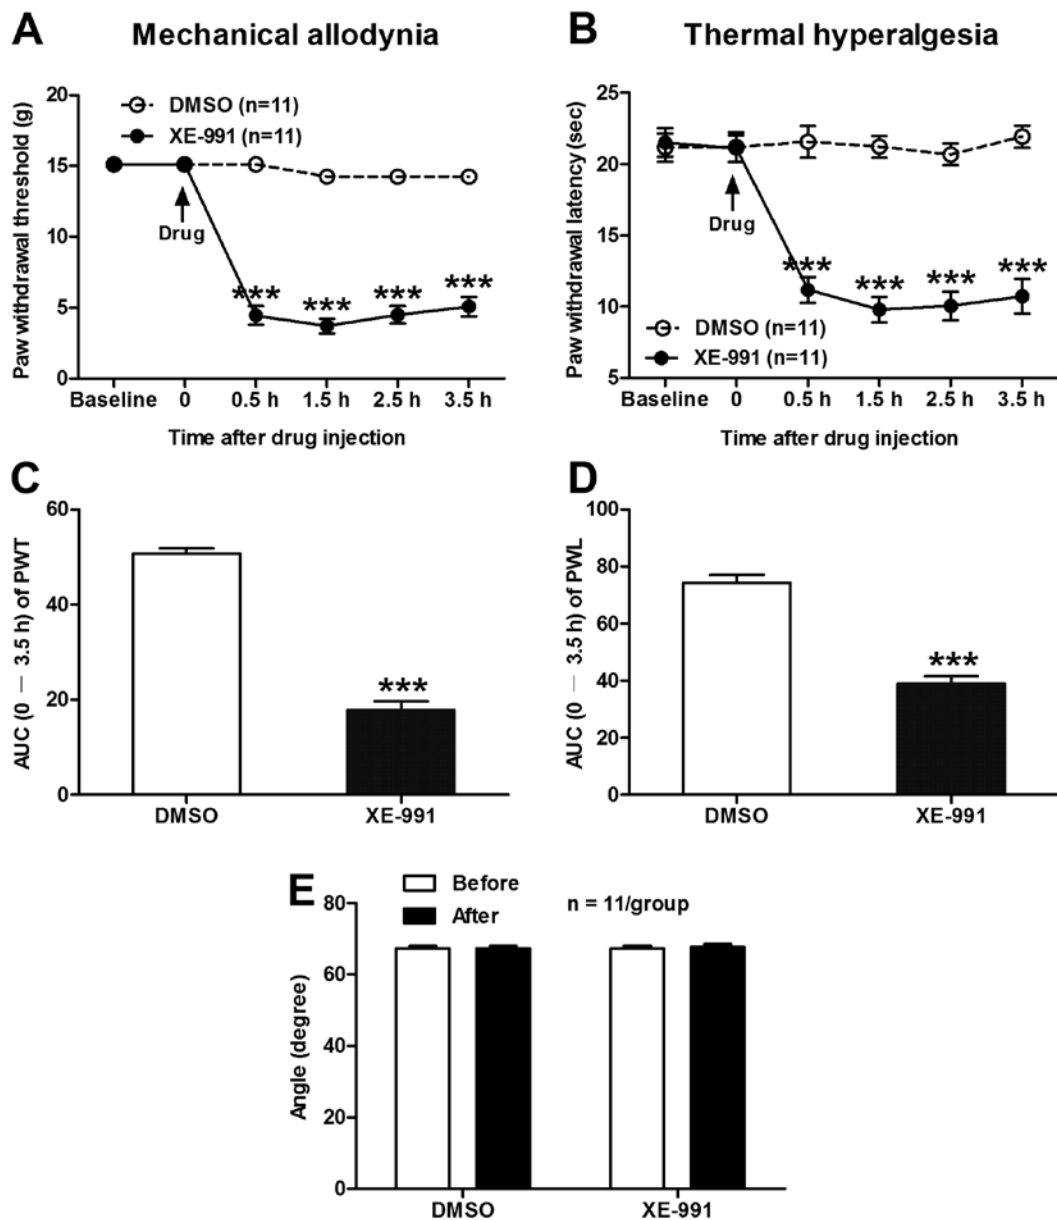 A Mechanical allodynia
Paw withdrawal threshold (g)
20
15
10
5
0
DMSO (n=11)
XE-991 (n=11)
Drug
***
***
***
***
Baseline 0 0.5 h 1.5 h 2.5 h 3.5 h
Time after drug injection
B Thermal hyperalgesia
Paw withdrawal latency (sec)
25
20
15
10
5
Drug
***
***
***
***
DMSO (n=11)
XE-991 (n=11)
Baseline 0 0.5 h 1.5 h 2.5 h 3.5 h
Time after drug injection
C
AUC (0 — 3.5 h) of PWT
60
40
20
0
***
DMSO XE-991
D
AUC (0 — 3.5 h) of PWL
100
80
60
40
20
0
***
DMSO XE-991
E
Angle (degree)
80
60
40
20
0
Before
After
n = 11/group
DMSO XE-991